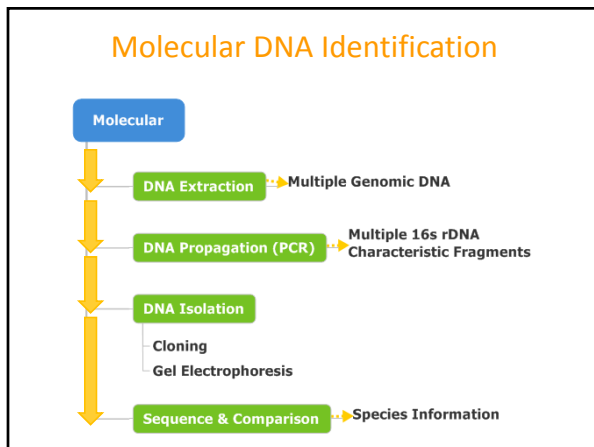 Molecular DNA Identification
Molecular
DNA Extraction
Multiple Genomic DNA
DNA Propagation (PCR)
Multiple 16s rDNA
Characteristic Fragments
DNA Isolation
Cloning
Gel Electrophoresis
Sequence & Comparison
Species Information